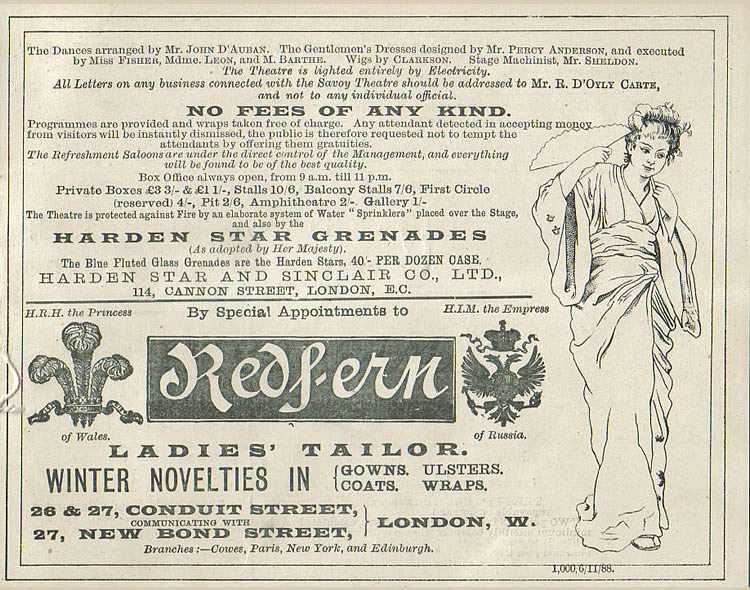 The Dances arranged by Mr. JOHN D'AUBAN. The Gentlemen's Dresses designed by Mr. PERCY ANDERSON, and executed
by Miss FISHER, Mdme. LEON, and M. BARTHE. Wigs by CLARKSON. Stage Machinist, Mr. SHELDON.
The Theatre is lighted entirely by Electricity.
All Letters on any business connected with the Savoy Theatre should be addressed to Mr. R. D'OYLY CARTE,
and not to any individual official.
NO FEES OF ANY KIND.
Programmes are provided and wraps taken free of charge. Any attendant detected in accepting money
from visitors will be instantly dismissed, the public is therefore requested not to tempt the
attendants by offering them gratuities.
The Refreshment Saloons are under the direct control of the Management, and everything
will be found to be of the best quality.
Box Office always open, from 9 a.m. till 11 p.m.
Private Boxes £3 3/- & £1 1/-, Stalls 10/6, Balcony Stalls 7/6, First Circle
(reserved) 4/-, Pit 2/6, Amphitheatre 2/-. Gallery 1/-
The Theatre is protected against Fire by an elaborate system of Water "Sprinklers" placed over the Stage,
and also by the
HARDEN STAR GRENADES
(As adopted by Her Majesty).
The Blue Fluted Glass Grenades are the Harden Stars, 40/- PER DOZEN CASE.
HARDEN STAR AND SINCLAIR CO., LTD.,
114, CANNON STREET, LONDON, E.C.
H.R.H. the Princess
By Special Appointments to
H.I.M. the Empress
Redfern
of Wales.
of Russia.
LADIES' TAILOR.
WINTER NOVELTIES IN {GOWNS. ULSTERS.
COATS. WRAPS.
26 & 27, CONDUIT STREET,
COMMUNICATING WITH
27, NEW BOND STREET,
} LONDON, W.
Branches:—Cowes, Paris, New York, and Edinburgh.
1,000/6/11/88.